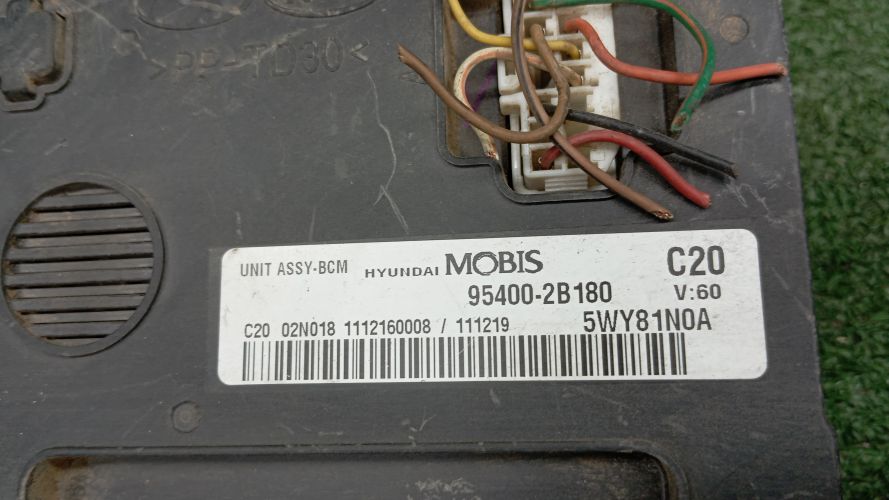 >PP-TD30<
UNIT ASSY-BCM HYUNDAI MOBIS C20
95400-2B180 V:60
C20 02N018 1112160008 / 111219 5WY81N0A